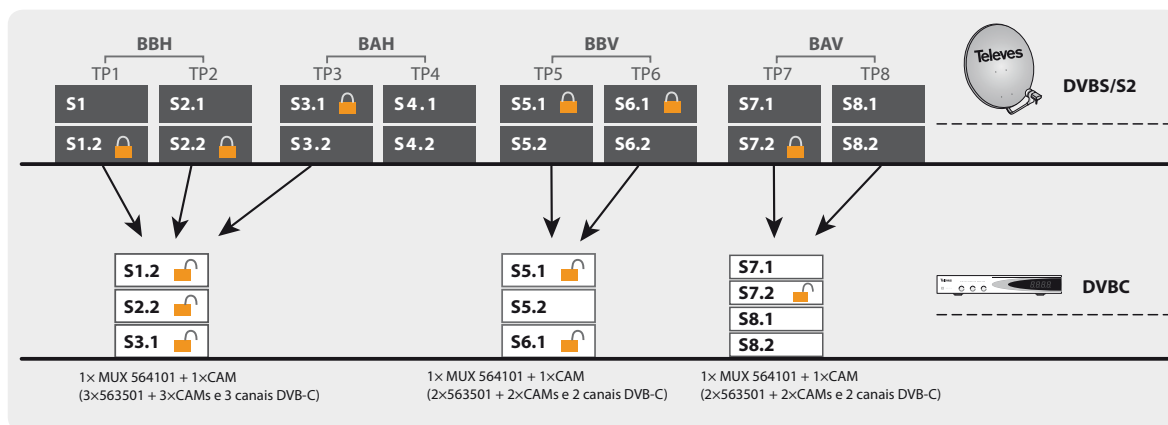 BBH BAH BBV BAV
TP1 TP2 TP3 TP4 TP5 TP6 TP7 TP8
Televes
S1 S2.1 S3.1 S4.1 S5.1 S6.1 S7.1 S8.1
DVBS/S2
S1.2 S2.2 S3.2 S4.2 S5.2 S6.2 S7.2 S8.2
S1.2 S5.1 S7.1
S7.2
S2.2 S5.2 DVBC
S8.1
S3.1 S6.1 S8.2
1× MUX 564101 + 1×CAM 1× MUX 564101 + 1×CAM 1× MUX 564101 + 1×CAM
(3×563501 + 3×CAMs e 3 canais DVB-C) (2×563501 + 2×CAMs e 2 canais DVB-C) (2×563501 + 2×CAMs e 2 canais DVB-C)